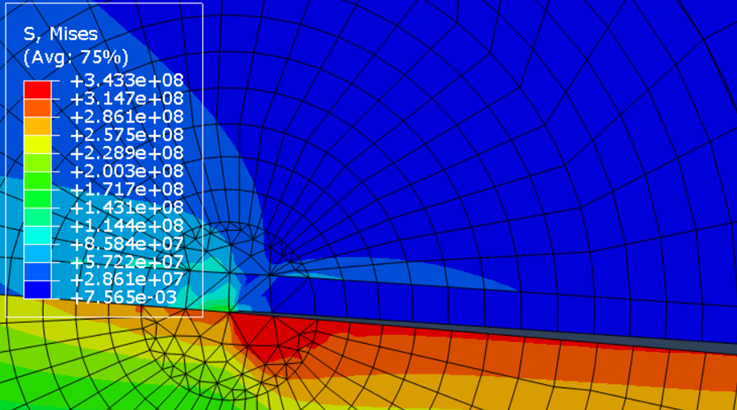 S, Mises
(Avg: 75%)
+3.433e+08
+3.147e+08
+2.861e+08
+2.575e+08
+2.289e+08
+2.003e+08
+1.717e+08
+1.431e+08
+1.144e+08
+8.584e+07
+5.722e+07
+2.861e+07
+7.565e-03